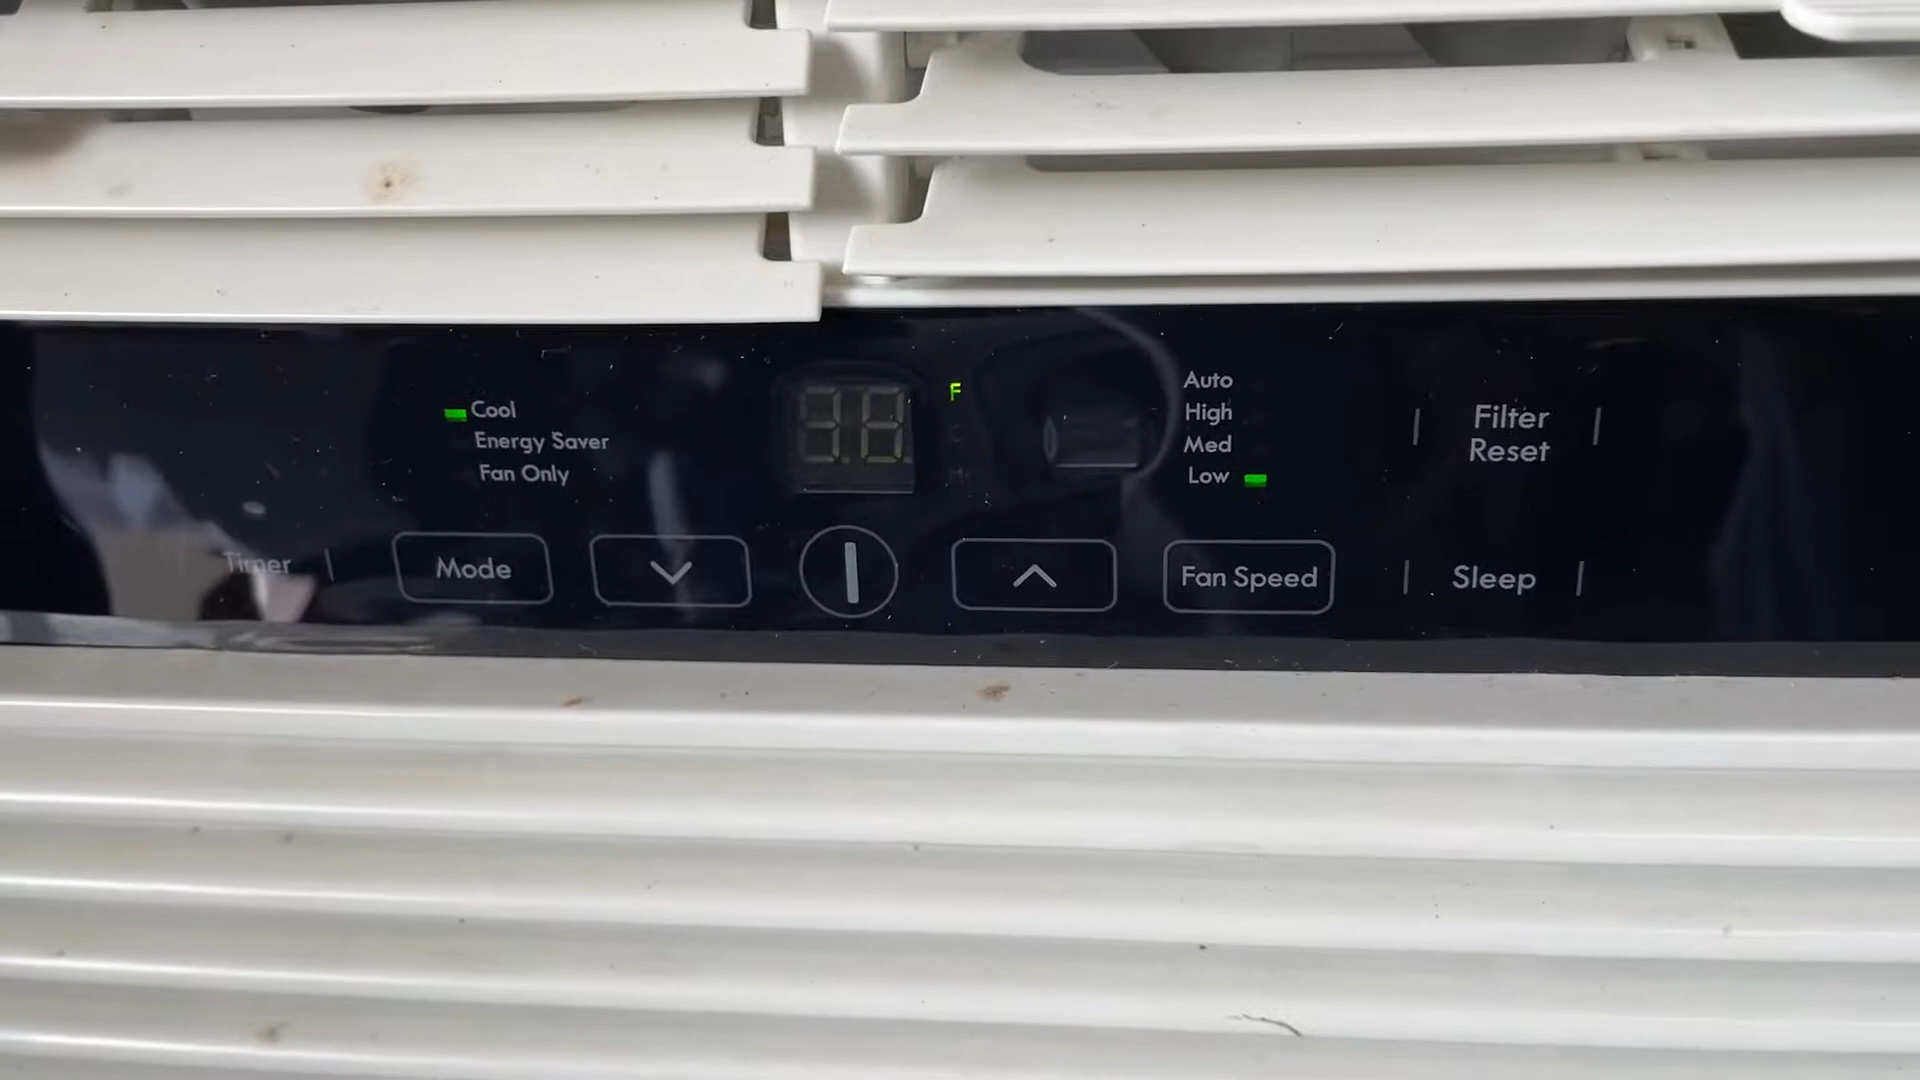 Cool
Energy Saver
Fan Only
F
Auto
High
Med
Low
Filter
Reset
Timer
Mode
Fan Speed
Sleep